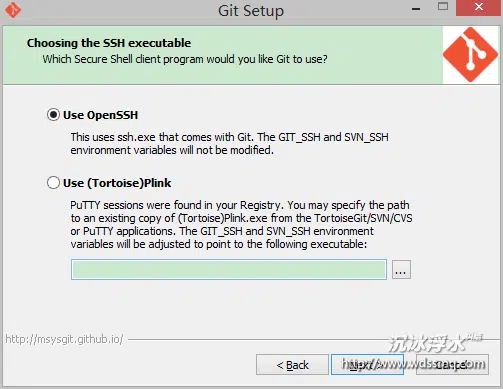 Git Setup
Choosing the SSH executable
Which Secure Shell client program would you like Git to use?
Use OpenSSH
This uses ssh.exe that comes with Git. The GIT_SSH and SVN_SSH
environment variables will not be modified.
Use (Tortoise)Plink
PuTTY sessions were found in your Registry. You may specify the path
to an existing copy of (Tortoise)Plink.exe from the TortoiseGit/SVN/CVS
or PuTTY applications. The GIT_SSH and SVN_SSH environment
variables will be adjusted to point to the following executable:
...
http://msysgit.github.io/
沉冰浮水
< Back
Next >
Cancel